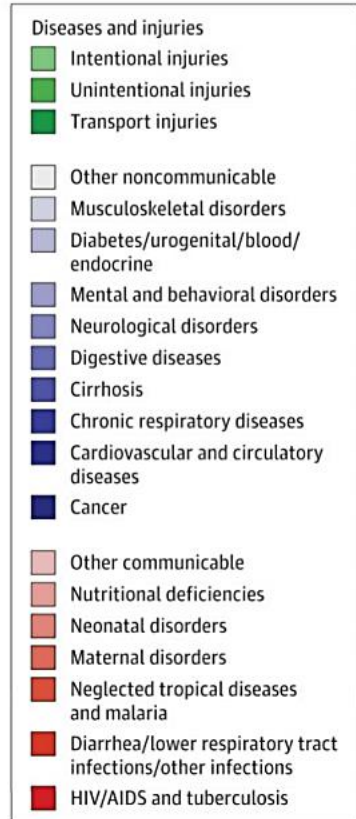 Diseases and injuries
Intentional injuries
Unintentional injuries
Transport injuries
Other noncommunicable
Musculoskeletal disorders
Diabetes/urogenital/blood/
endocrine
Mental and behavioral disorders
Neurological disorders
Digestive diseases
Cirrhosis
Chronic respiratory diseases
Cardiovascular and circulatory
diseases
Cancer
Other communicable
Nutritional deficiencies
Neonatal disorders
Maternal disorders
Neglected tropical diseases
and malaria
Diarrhea/lower respiratory tract
infections/other infections
HIV/AIDS and tuberculosis